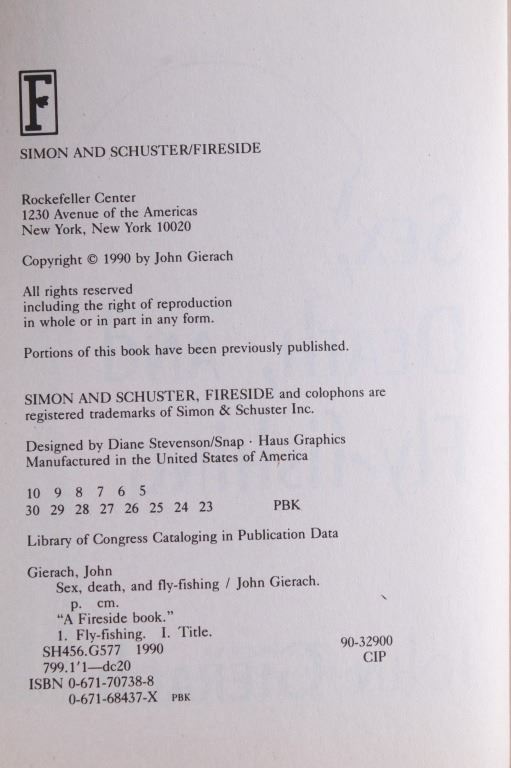 F
SIMON AND SCHUSTER/FIRESIDE
Rockefeller Center
1230 Avenue of the Americas
New York, New York 10020
Copyright © 1990 by John Gierach
All rights reserved
including the right of reproduction
in whole or in part in any form.
Portions of this book have been previously published.
SIMON AND SCHUSTER, FIRESIDE and colophons are
registered trademarks of Simon & Schuster Inc.
Designed by Diane Stevenson/Snap · Haus Graphics
Manufactured in the United States of America
10 9 8 7 6 5
30 29 28 27 26 25 24 23 PBK
Library of Congress Cataloging in Publication Data
Gierach, John
Sex, death, and fly-fishing / John Gierach.
p. cm.
"A Fireside book."
1. Fly-fishing. I. Title.
SH456.G577 1990 90-32900
799.1'1—dc20 CIP
ISBN 0-671-70738-8
0-671-68437-X PBK